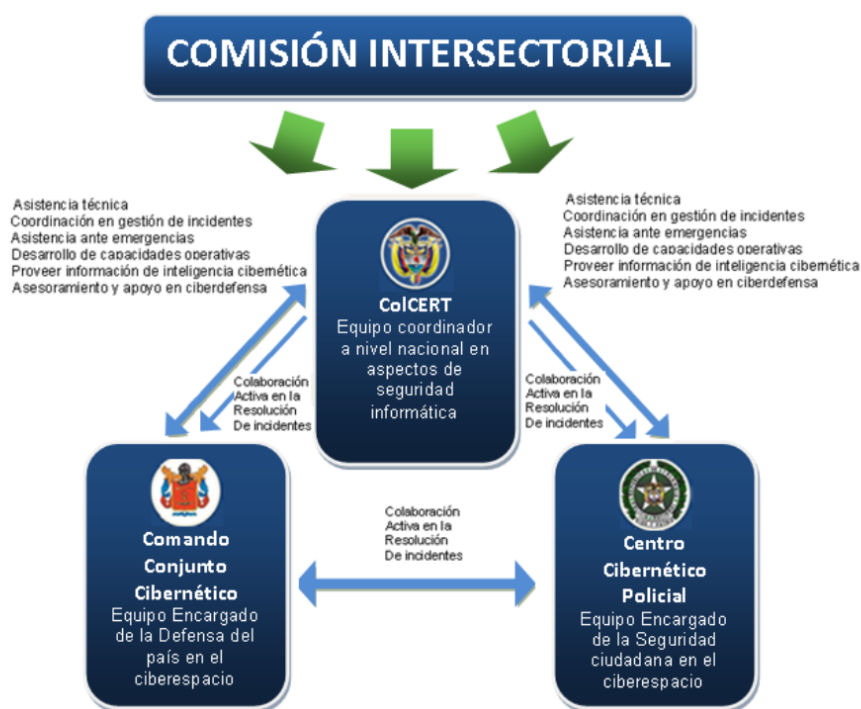 COMISIÓN INTERSECTORIAL
Asistencia técnica
Coordinación en gestión de incidentes
Asistencia ante emergencias
Desarrollo de capacidades operativas
Proveer información de inteligencia cibernética
Asesoramiento y apoyo en ciberdefensa
Asistencia técnica
Coordinación en gestión de incidentes
Asistencia ante emergencias
Desarrollo de capacidades operativas
Proveer información de inteligencia cibernética
Asesoramiento y apoyo en ciberdefensa
ColCERT
Equipo coordinador
a nivel nacional en
aspectos de
seguridad
informática
Colaboración
Activa en la
Resolución
De incidentes
Colaboración
Activa en la
Resolución
De incidentes
Comando
Conjunto
Cibernético
Equipo Encargado
de la Defensa del
país en el
ciberespacio
Colaboración
Activa en la
Resolución
De incidentes
Centro
Cibernético
Policial
Equipo Encargado
de la Seguridad
ciudadana en el
ciberespacio